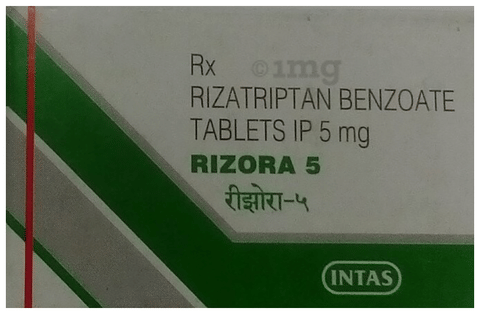 Rx
© 1mg
RIZATRIPTAN BENZOATE
TABLETS IP 5 mg
RIZORA 5
रीझोरा-५
INTAS